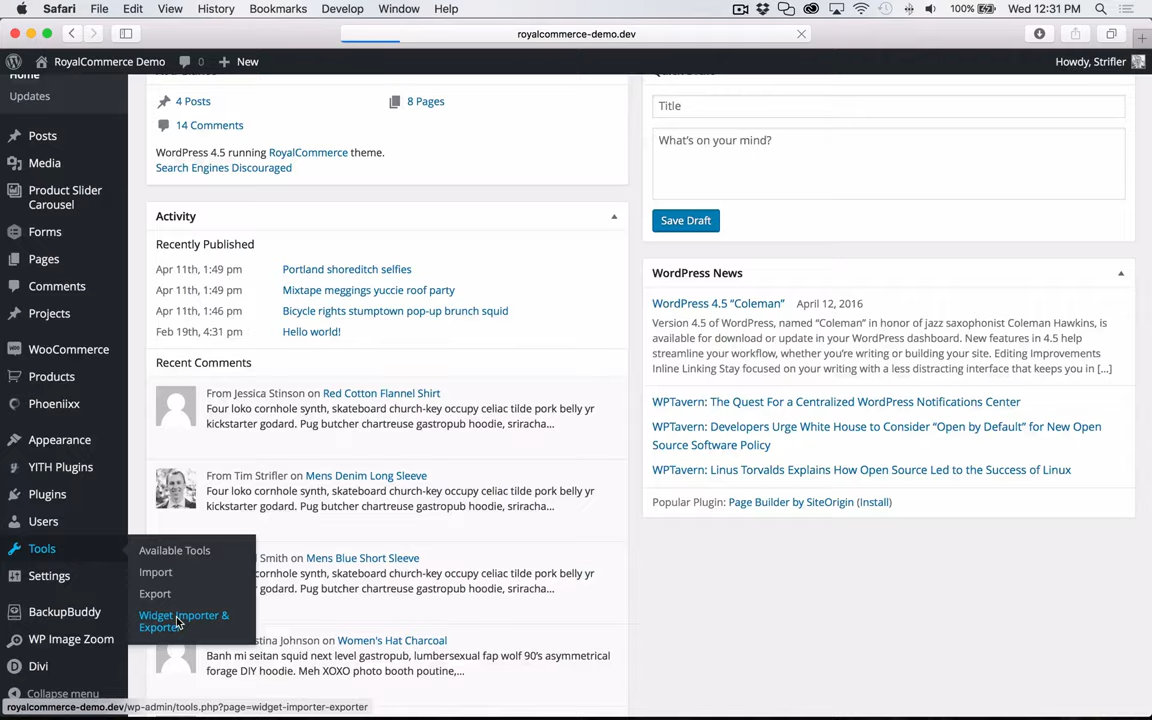 Safari File Edit View History Bookmarks Develop Window Help 100% Wed 12:31 PM
royalcommerce-demo.dev
RoyalCommerce Demo 0 New Howdy, Strifler
Home
Updates
Posts
Media
Product Slider
Carousel
Forms
Pages
Comments
Projects
WooCommerce
Products
Phoeniixx
Appearance
YITH Plugins
Plugins
Users
Tools
Settings
BackupBuddy
WP Image Zoom
Divi
Collapse menu
Available Tools
Import
Export
Widget Importer &
Exporter
4 Posts 8 Pages
14 Comments
WordPress 4.5 running RoyalCommerce theme.
Search Engines Discouraged
Activity
Recently Published
Apr 11th, 1:49 pm Portland shoreditch selfies
Apr 11th, 1:49 pm Mixtape meggings yuccie roof party
Apr 11th, 1:46 pm Bicycle rights stumptown pop-up brunch squid
Feb 19th, 4:31 pm Hello world!
Recent Comments
From Jessica Stinson on Red Cotton Flannel Shirt
Four loko cornhole synth, skateboard church-key occupy celiac tilde pork belly yr
kickstarter godard. Pug butcher chartreuse gastropub hoodie, sriracha…
From Tim Strifler on Mens Denim Long Sleeve
Four loko cornhole synth, skateboard church-key occupy celiac tilde pork belly yr
kickstarter godard. Pug butcher chartreuse gastropub hoodie, sriracha…
Smith on Mens Blue Short Sleeve
cornhole synth, skateboard church-key occupy celiac tilde pork belly yr
godard. Pug butcher chartreuse gastropub hoodie, sriracha…
Johnson on Women's Hat Charcoal
Banh mi seitan squid next level gastropub, lumbersexual fap wolf 90's asymmetrical
forage DIY hoodie. Meh XOXO photo booth poutine,…
Title
What's on your mind?
Save Draft
WordPress News
WordPress 4.5 “Coleman” April 12, 2016
Version 4.5 of WordPress, named “Coleman” in honor of jazz saxophonist Coleman Hawkins, is
available for download or update in your WordPress dashboard. New features in 4.5 help
streamline your workflow, whether you're writing or building your site. Editing Improvements
Inline Linking Stay focused on your writing with a less distracting interface that keeps you in […]
WPTavern: The Quest For a Centralized WordPress Notifications Center
WPTavern: Developers Urge White House to Consider “Open by Default” for New Open
Source Software Policy
WPTavern: Linus Torvalds Explains How Open Source Led to the Success of Linux
Popular Plugin: Page Builder by SiteOrigin (Install)
royalcommerce-demo.dev/wp-admin/tools.php?page=widget-importer-exporter